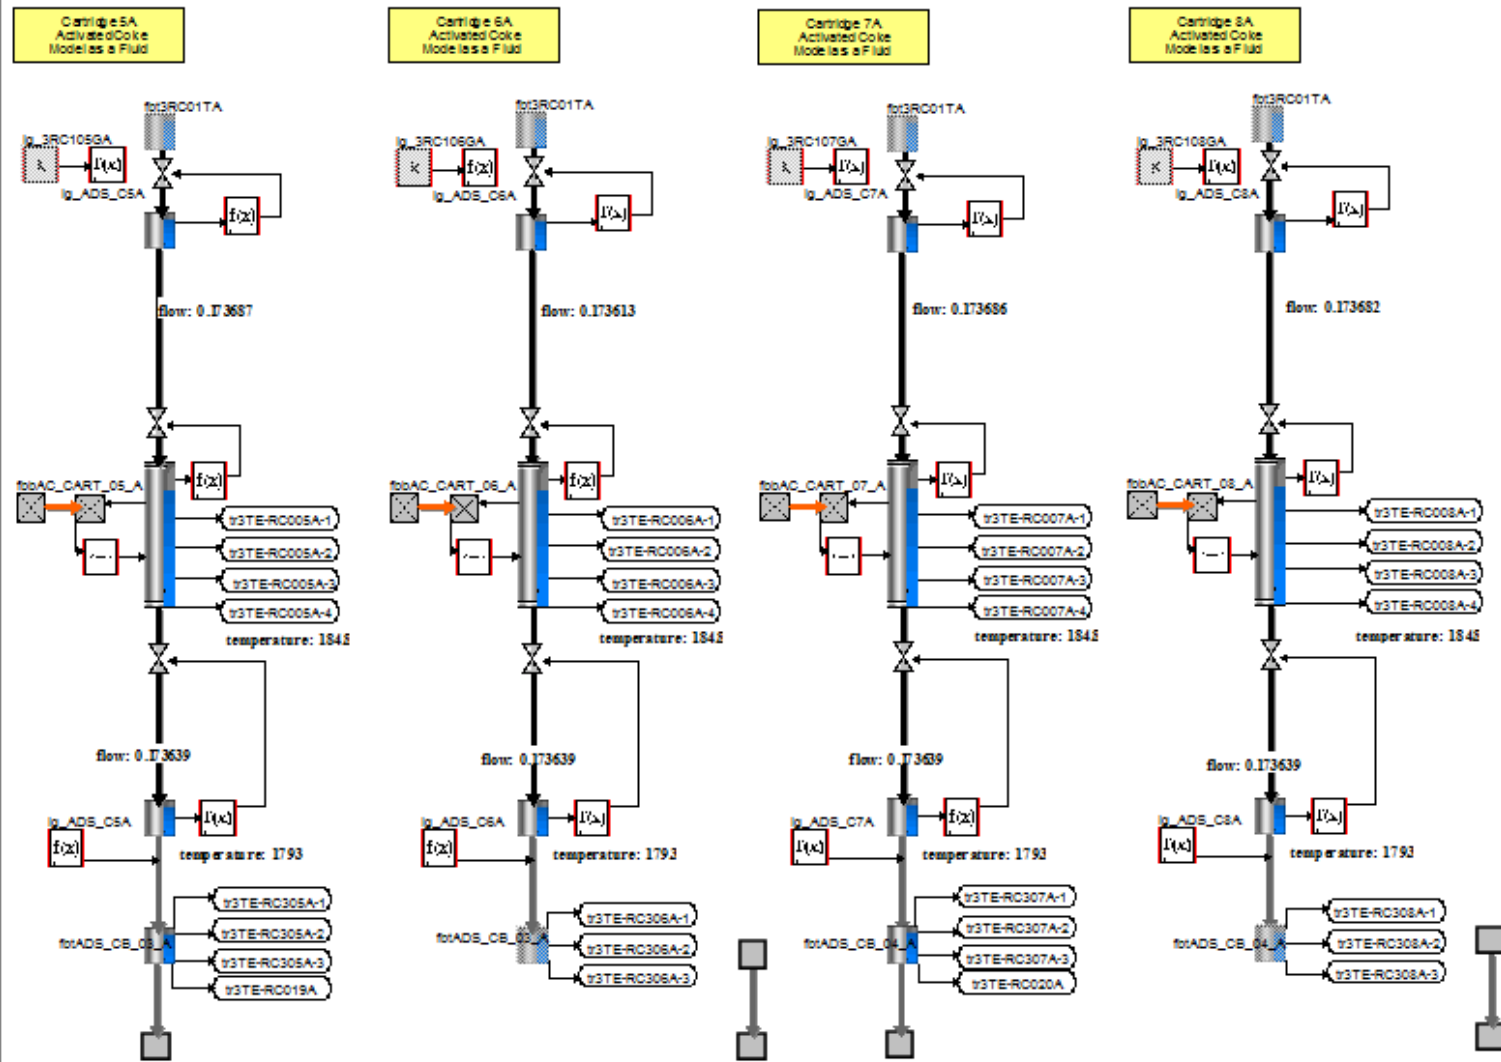 Cartridge 5A
Activated Coke
Model as a Fluid
Cartridge 6A
Activated Coke
Model as a Fluid
Cartridge 7A
Activated Coke
Model as a Fluid
Cartridge 8A
Activated Coke
Model as a Fluid
fbt3RC01TA
fbt3RC01TA
fbt3RC01TA
fbt3RC01TA
lg_3RC105GA
lg_3RC106GA
lg_3RC107GA
lg_3RC108GA
k
f(x)
f(x)
f(x)
f(x)
lg_ADS_C5A
lg_ADS_C6A
lg_ADS_C7A
lg_ADS_C8A
f(x)
f(x)
f(x)
f(x)
flow: 0.173687
flow: 0.173613
flow: 0.173686
flow: 0.173682
f(x)
f(x)
f(x)
f(x)
fbbAC_CART_05_A
fbbAC_CART_06_A
fbbAC_CART_07_A
fbbAC_CART_08_A
tr3TE-RC005A-1
tr3TE-RC006A-1
tr3TE-RC007A-1
tr3TE-RC008A-1
tr3TE-RC005A-2
tr3TE-RC006A-2
tr3TE-RC007A-2
tr3TE-RC008A-2
tr3TE-RC005A-3
tr3TE-RC006A-3
tr3TE-RC007A-3
tr3TE-RC008A-3
tr3TE-RC005A-4
tr3TE-RC006A-4
tr3TE-RC007A-4
tr3TE-RC008A-4
temperature:
temperature:
temperature:
temperature:
flow: 0.173639
flow: 0.173639
flow: 0.173639
flow: 0.173639
lg_ADS_C5A
f(x)
lg_ADS_C6A
f(x)
lg_ADS_C7A
f(x)
lg_ADS_C8A
f(x)
f(x)
f(x)
f(x)
f(x)
temperature: 1793
temperature: 1793
temperature: 1793
temperature: 1793
tr3TE-RC305A-1
tr3TE-RC306A-1
tr3TE-RC307A-1
tr3TE-RC308A-1
tr3TE-RC305A-2
tr3TE-RC306A-2
tr3TE-RC307A-2
tr3TE-RC308A-2
fbtADS_CB_03_A
fbtADS_CB_03_A
fbtADS_CB_04_A
fbtADS_CB_04_A
tr3TE-RC305A-3
tr3TE-RC306A-3
tr3TE-RC307A-3
tr3TE-RC308A-3
tr3TE-RC019A
tr3TE-RC020A